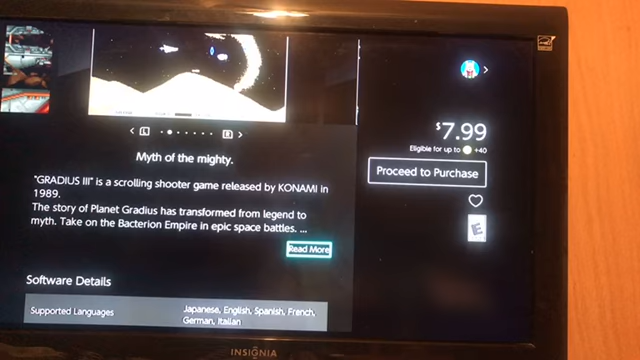 $7.99
Eligible for up to +40
Proceed to Purchase
L
R
Myth of the mighty.
"GRADIUS III" is a scrolling shooter game released by KONAMI in
1989.
The story of Planet Gradius has transformed from legend to
myth. Take on the Bacterion Empire in epic space battles. ...
Read More
E
Software Details
Supported Languages
Japanese, English, Spanish, French,
German, Italian
INSIGNIA